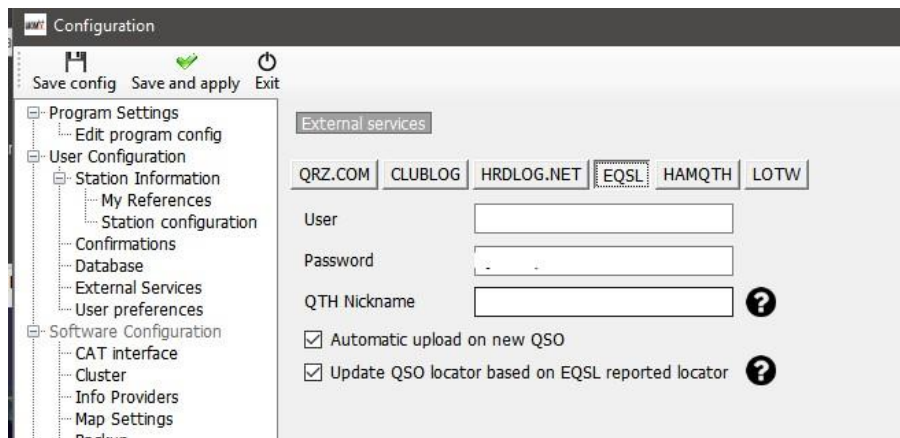 Configuration
Save config Save and apply Exit
Program Settings
Edit program config
User Configuration
Station Information
My References
Station configuration
Confirmations
Database
External Services
User preferences
Software Configuration
CAT interface
Cluster
Info Providers
Map Settings
External services
QRZ.COM CLUBLOG HRDLOG.NET EQSL HAMQTH LOTW
User
Password
QTH Nickname ?
Automatic upload on new QSO
Update QSO locator based on EQSL reported locator ?